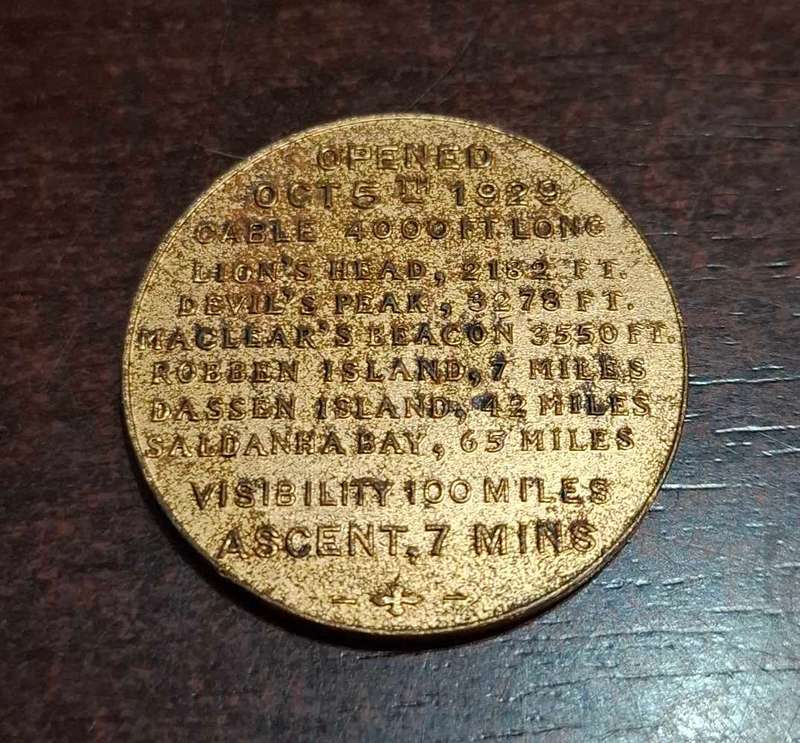 OPENED
OCT 5TH 1929
CABLE 4000 FT. LONG
LION'S HEAD, 2182 FT.
DEVIL'S PEAK, 3278 FT.
MACLEAR'S BEACON 3550 FT.
ROBBEN ISLAND, 7 MILES
DASSEN ISLAND, 42 MILES
SALDANHA BAY, 65 MILES
VISIBILITY 100 MILES
ASCENT, 7 MINS